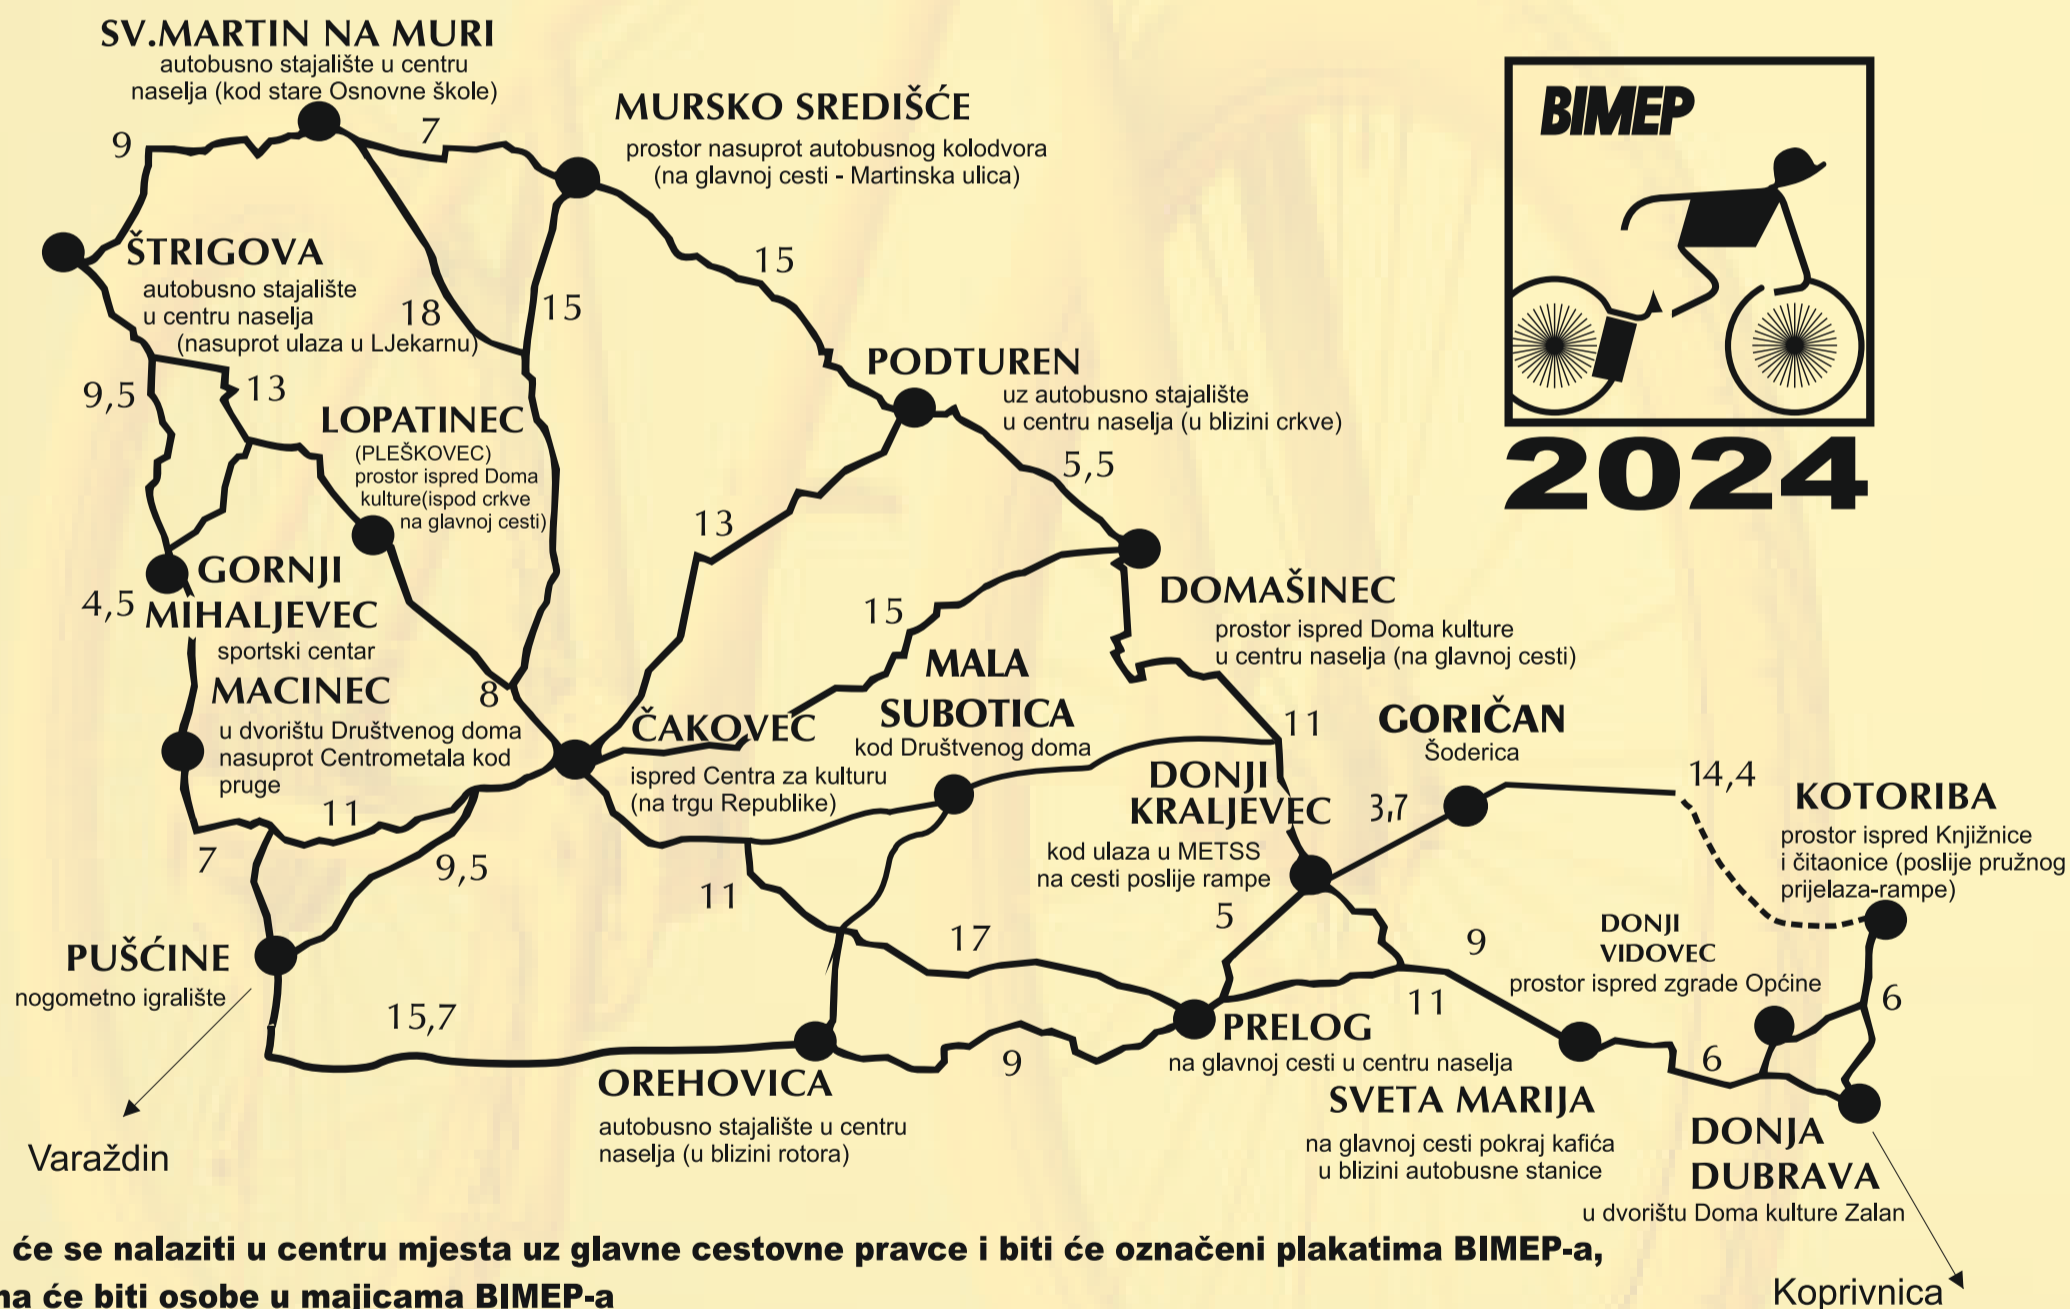 SV.MARTIN NA MURI
autobusno stajalište u centru
naselja (kod stare Osnovne škole)
9
7
MURSKO SREDIŠĆE
prostor nasuprot autobusnog kolodvora
(na glavnoj cesti - Martinska ulica)
BIMEP
2024
ŠTRIGOVA
autobusno stajalište
u centru naselja
(nasuprot ulaza u LJekarnu)
18
15
15
9,5
13
LOPATINEC
(PLEŠKOVEC)
prostor ispred Doma
kulture(ispod crkve
na glavnoj cesti)
PODTUREN
uz autobusno stajalište
u centru naselja (u blizini crkve)
5,5
13
GORNJI
MIHALJEVEC
sportski centar
4,5
15
DOMAŠINEC
prostor ispred Doma kulture
u centru naselja (na glavnoj cesti)
MACINEC
u dvorištu Društvenog doma
nasuprot Centrometala kod
pruge
8
ČAKOVEC
ispred Centra za kulturu
(na trgu Republike)
MALA
SUBOTICA
kod Društvenog doma
11
GORIČAN
Šoderica
14,4
DONJI
KRALJEVEC
kod ulaza u METSS
na cesti poslije rampe
3,7
KOTORIBA
prostor ispred Knjižnice
i čitaonice (poslije pružnog
prijelaza-rampe)
11
7
9,5
11
5
17
9
DONJI
VIDOVEC
prostor ispred zgrade Općine
6
PUŠĆINE
nogometno igralište
15,7
11
PRELOG
na glavnoj cesti u centru naselja
9
6
OREHOVICA
autobusno stajalište u centru
naselja (u blizini rotora)
SVETA MARIJA
na glavnoj cesti pokraj kafića
u blizini autobusne stanice
DONJA
DUBRAVA
u dvorištu Doma kulture Zalan
Varaždin
Koprivnica
će se nalaziti u centru mjesta uz glavne cestovne pravce i biti će označeni plakatima BIMEP-a,
će biti osobe u majicama BIMEP-a